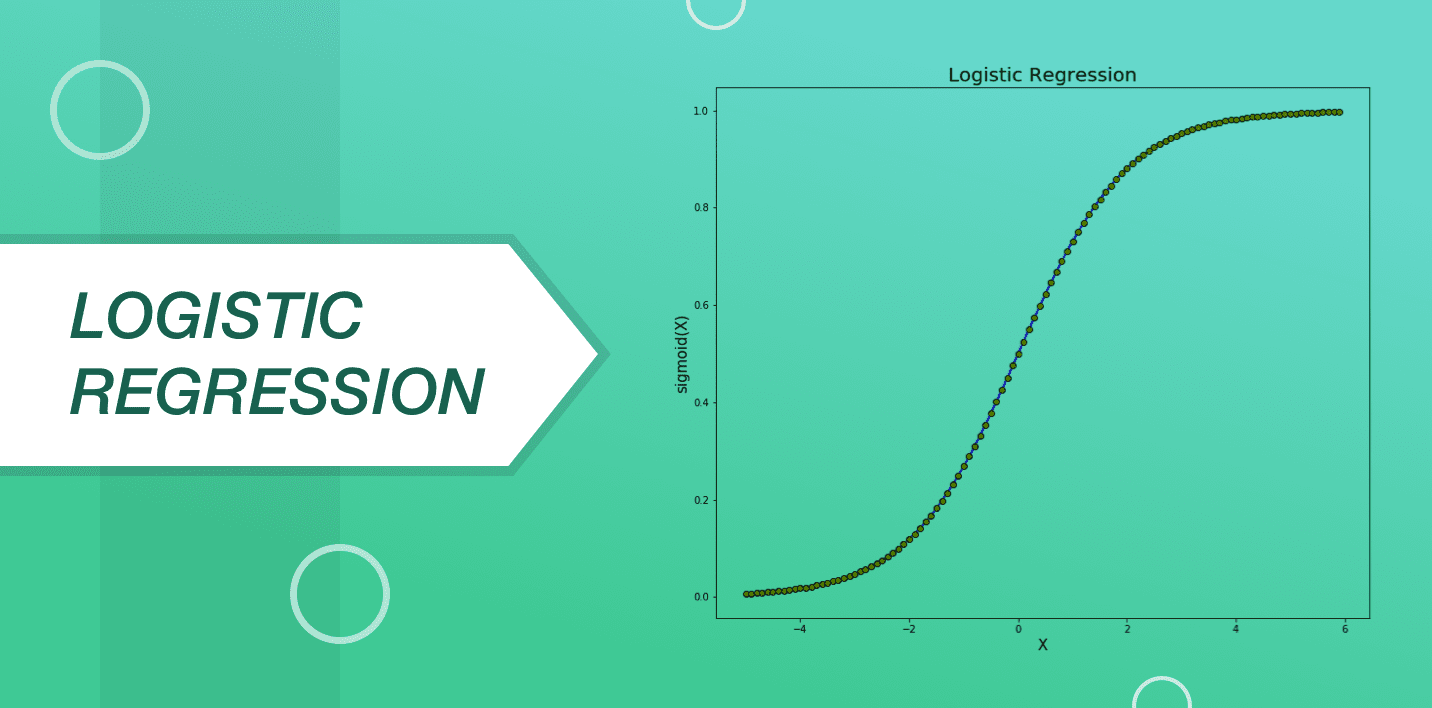 LOGISTIC
REGRESSION
Logistic Regression
1.0
0.8
0.6
0.4
0.2
0.0
sigmoid(X)
−4 −2 0 2 4 6
X